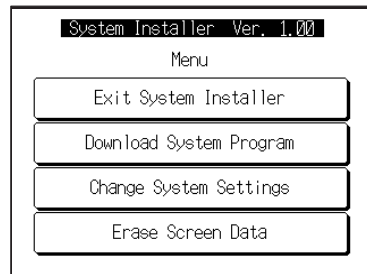 System Installer Ver. 1.00
Menu
Exit System Installer
Download System Program
Change System Settings
Erase Screen Data